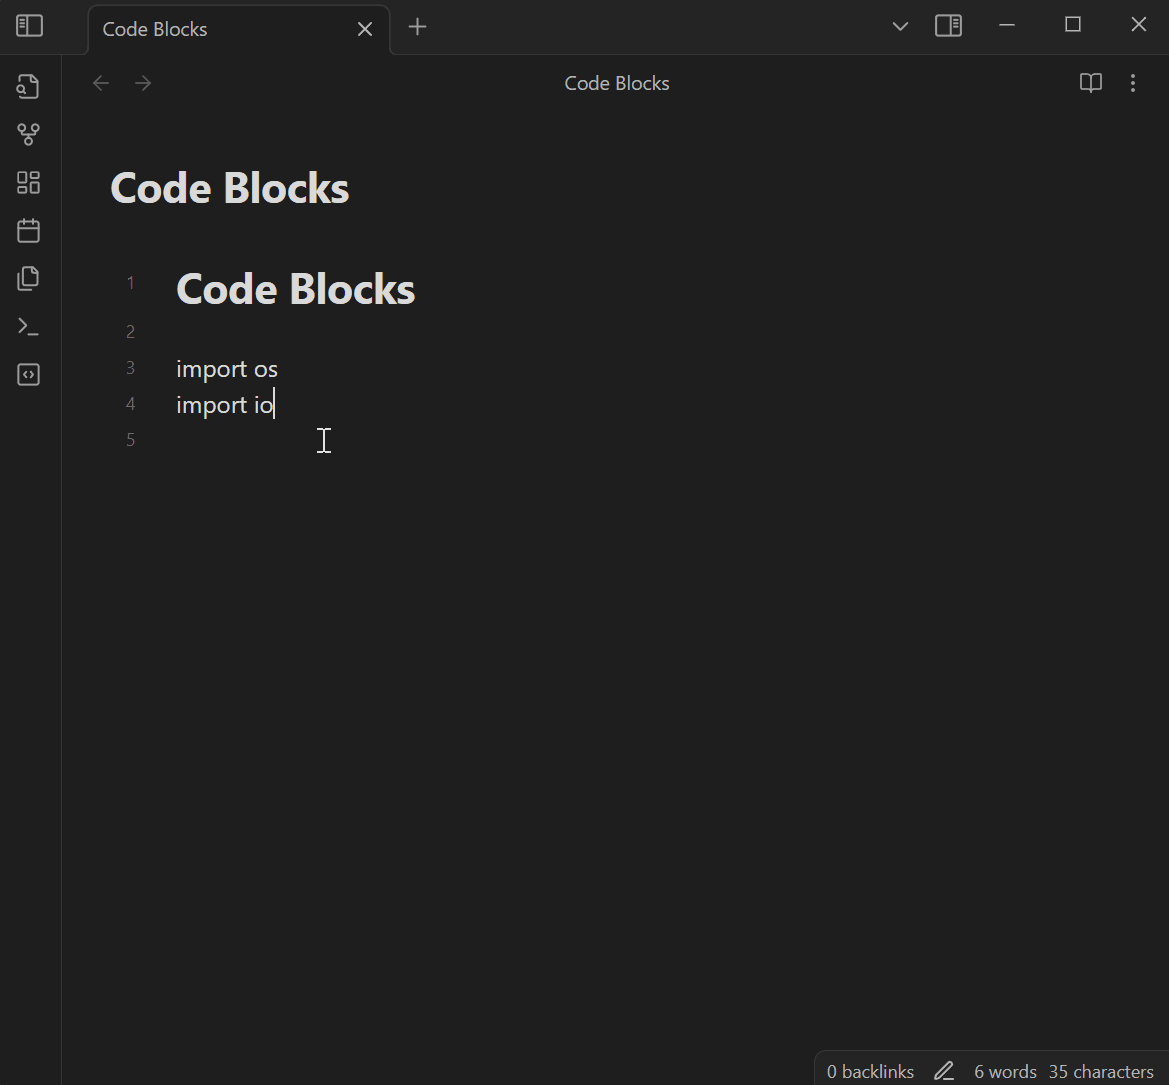 Code Blocks
Code Blocks
Code Blocks
1 Code Blocks
2
3 import os
4 import io
5
0 backlinks 6 words 35 characters